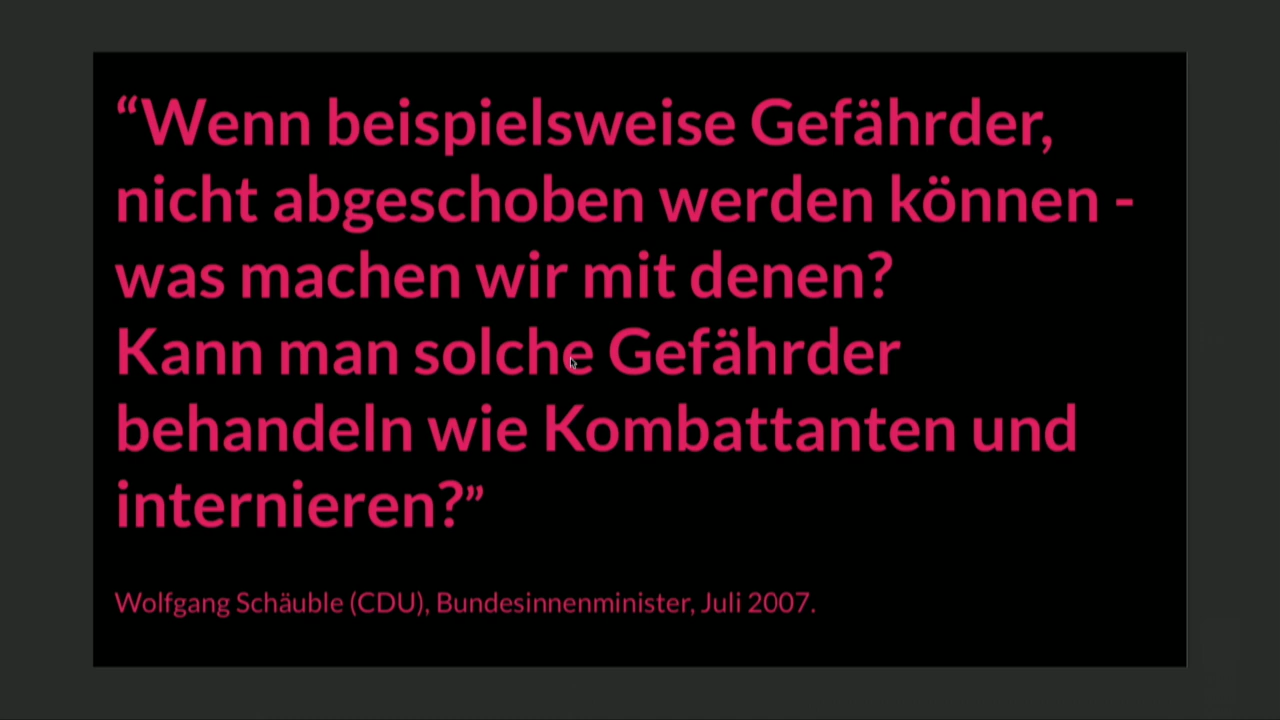 “Wenn beispielsweise Gefährder,
nicht abgeschoben werden können -
was machen wir mit denen?
Kann man solche Gefährder
behandeln wie Kombattanten und
internieren?”
Wolfgang Schäuble (CDU), Bundesinnenminister, Juli 2007.